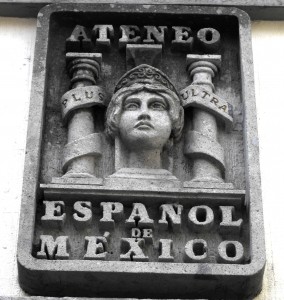 ATENEO
PLUS ULTRA
ESPAÑOL
DE
MÉXICO